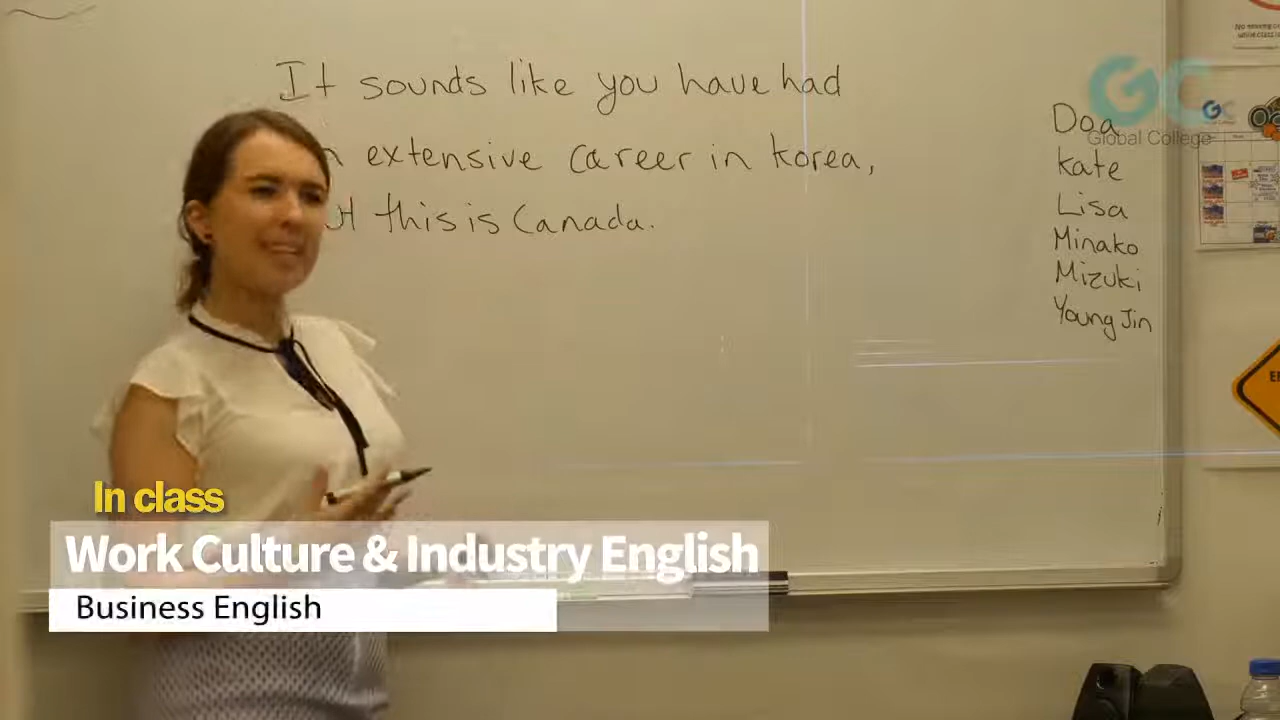 It sounds like you have had
extensive career in Korea,
this is Canada.
Doa
Kate
Lisa
Minako
Mizuki
Young Jin
GC
Global College
In class
Work Culture & Industry English
Business English